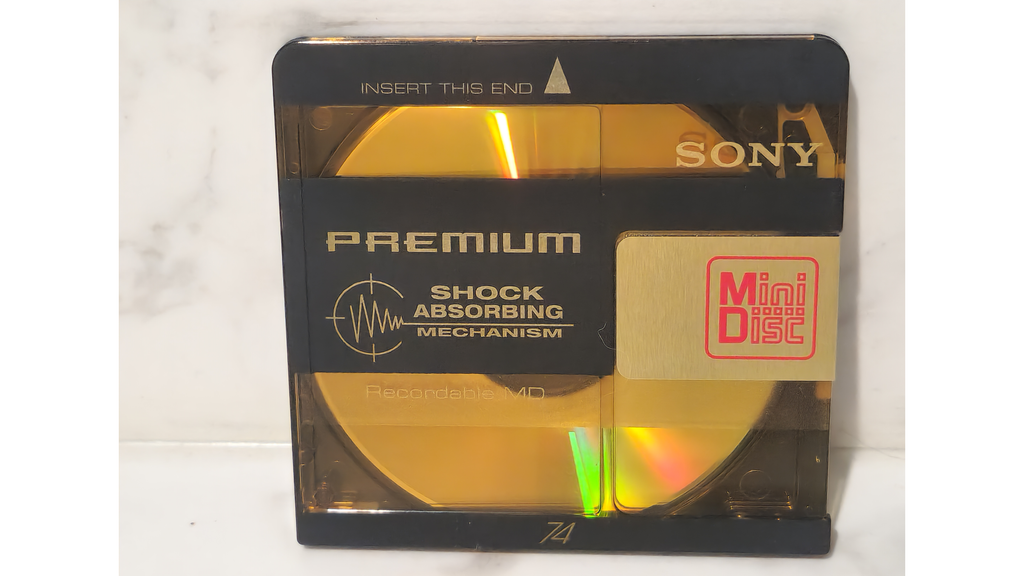 INSERT THIS END
SONY
PREMIUM
SHOCK
ABSORBING
MECHANISM
Mini
Disc
Recordable MD
74